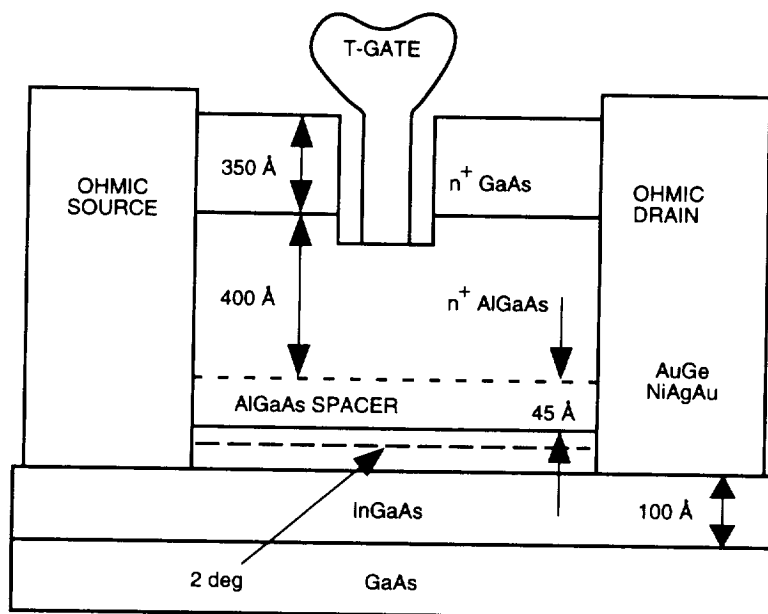 T-GATE
350 Å
n+ GaAs
OHMIC
SOURCE
OHMIC
DRAIN
400 Å
n+ AlGaAs
AuGe
NiAgAu
AlGaAs SPACER
45 Å
InGaAs
100 Å
2 deg
GaAs